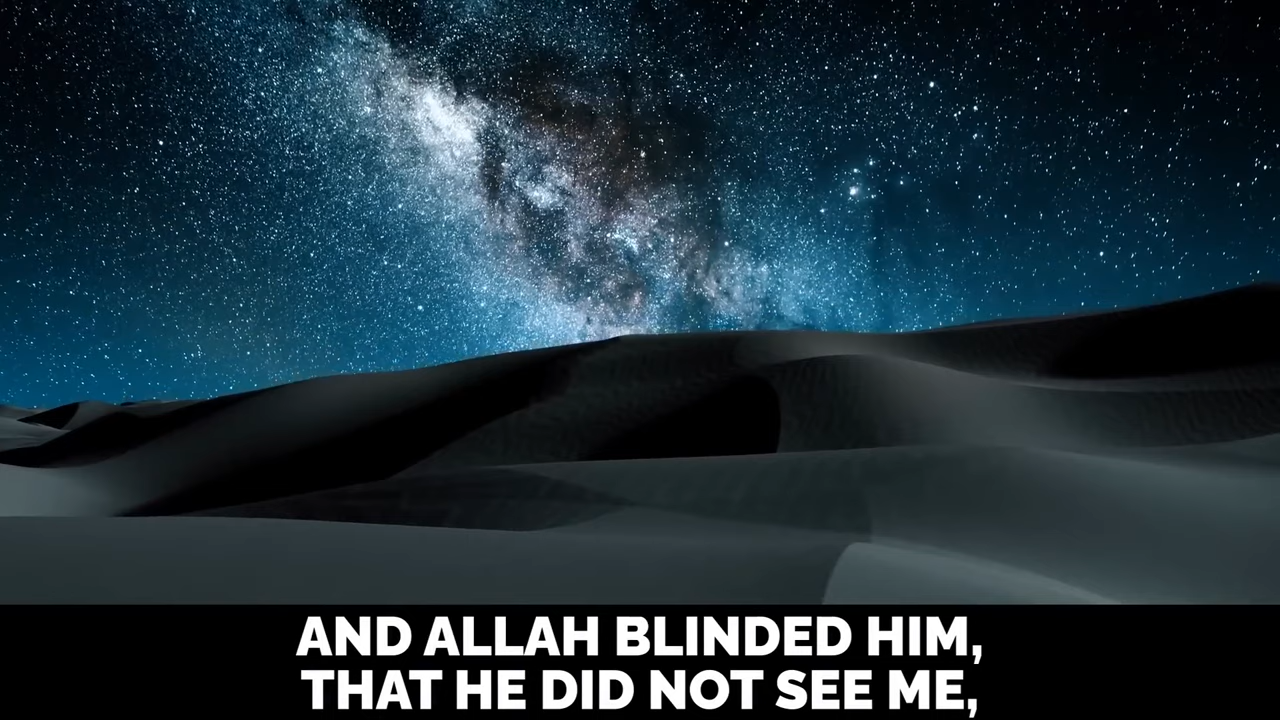 AND ALLAH BLINDED HIM,
THAT HE DID NOT SEE ME,